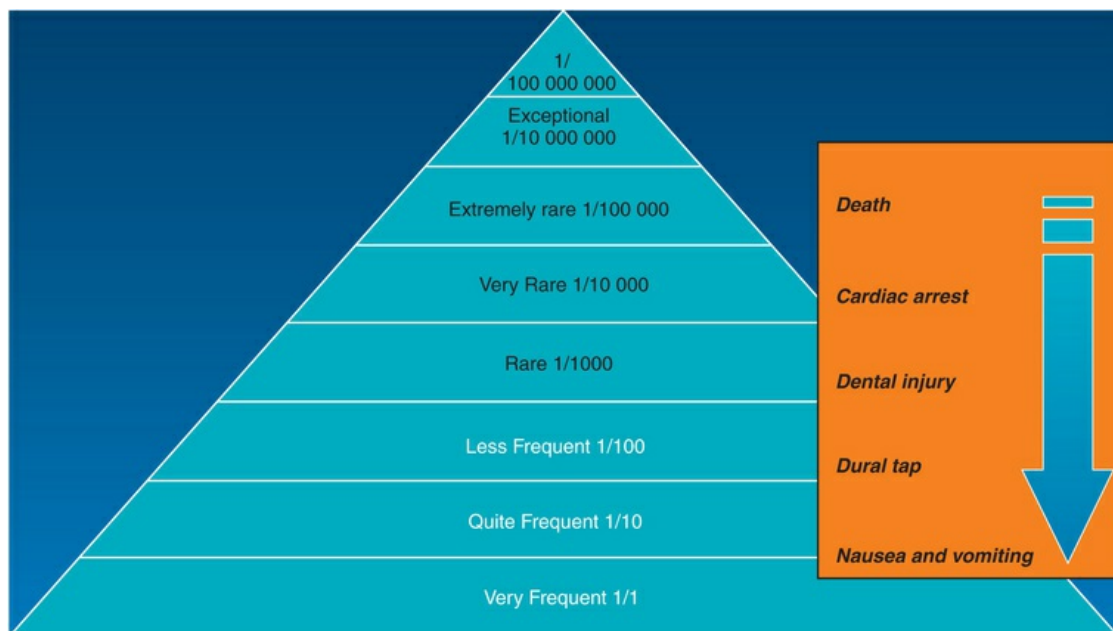 1/
100 000 000
Exceptional
1/10 000 000
Extremely rare 1/100 000
Very Rare 1/10 000
Rare 1/1000
Less Frequent 1/100
Quite Frequent 1/10
Very Frequent 1/1
Death
Cardiac arrest
Dental injury
Dural tap
Nausea and vomiting